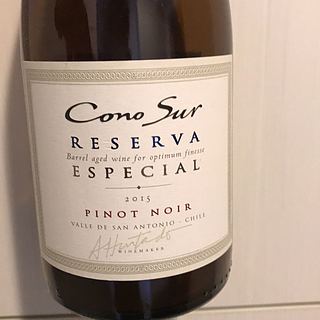 Cono Sur
RESERVA
Barrel aged wine for optimum finesse
ESPECIAL
2015
PINOT NOIR
VALLE DE SAN ANTONIO - CHILE
AHurtado
WINEMAKER